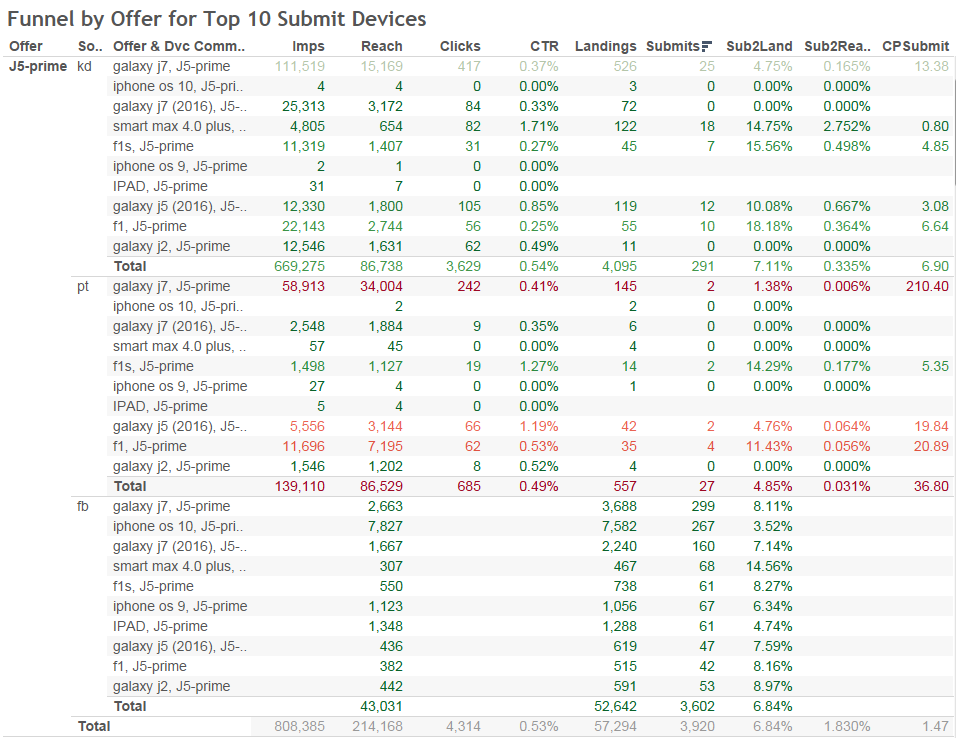 Funnel by Offer for Top 10 Submit Devices
Offer So.. Offer & Dvc Comm.. Imps Reach Clicks CTR Landings Submits Sub2Land Sub2Rea.. CPSubmit
J5-prime kd galaxy j7, J5-prime 111,519 15,169 417 0.37% 526 25 4.75% 0.165% 13.38
iphone os 10, J5-pri.. 4 4 0 0.00% 3 0 0.00% 0.000%
galaxy j7 (2016), J5-.. 25,313 3,172 84 0.33% 72 0 0.00% 0.000%
smart max 4.0 plus, .. 4,805 654 82 1.71% 122 18 14.75% 2.752% 0.80
f1s, J5-prime 11,319 1,407 31 0.27% 45 7 15.56% 0.498% 4.85
iphone os 9, J5-prime 2 1 0 0.00%
IPAD, J5-prime 31 7 0 0.00%
galaxy j5 (2016), J5-.. 12,330 1,800 105 0.85% 119 12 10.08% 0.667% 3.08
f1, J5-prime 22,143 2,744 56 0.25% 55 10 18.18% 0.364% 6.64
galaxy j2, J5-prime 12,546 1,631 62 0.49% 11 0 0.00% 0.000%
Total 669,275 86,738 3,629 0.54% 4,095 291 7.11% 0.335% 6.90
pt galaxy j7, J5-prime 58,913 34,004 242 0.41% 145 2 1.38% 0.006% 210.40
iphone os 10, J5-pri.. 2 2 0 0.00%
galaxy j7 (2016), J5-.. 2,548 1,884 9 0.35% 6 0 0.00% 0.000%
smart max 4.0 plus, .. 57 45 0 0.00% 4 0 0.00% 0.000%
f1s, J5-prime 1,498 1,127 19 1.27% 14 2 14.29% 0.177% 5.35
iphone os 9, J5-prime 27 4 0 0.00% 1 0 0.00% 0.000%
IPAD, J5-prime 5 4 0 0.00%
galaxy j5 (2016), J5-.. 5,556 3,144 66 1.19% 42 2 4.76% 0.064% 19.84
f1, J5-prime 11,696 7,195 62 0.53% 35 4 11.43% 0.056% 20.89
galaxy j2, J5-prime 1,546 1,202 8 0.52% 4 0 0.00% 0.000%
Total 139,110 86,529 685 0.49% 557 27 4.85% 0.031% 36.80
fb galaxy j7, J5-prime 2,663 3,688 299 8.11%
iphone os 10, J5-pri.. 7,827 7,582 267 3.52%
galaxy j7 (2016), J5-.. 1,667 2,240 160 7.14%
smart max 4.0 plus, .. 307 467 68 14.56%
f1s, J5-prime 550 738 61 8.27%
iphone os 9, J5-prime 1,123 1,056 67 6.34%
IPAD, J5-prime 1,348 1,288 61 4.74%
galaxy j5 (2016), J5-.. 436 619 47 7.59%
f1, J5-prime 382 515 42 8.16%
galaxy j2, J5-prime 442 591 53 8.97%
Total 43,031 52,642 3,602 6.84%
Total 808,385 214,168 4,314 0.53% 57,294 3,920 6.84% 1.830% 1.47